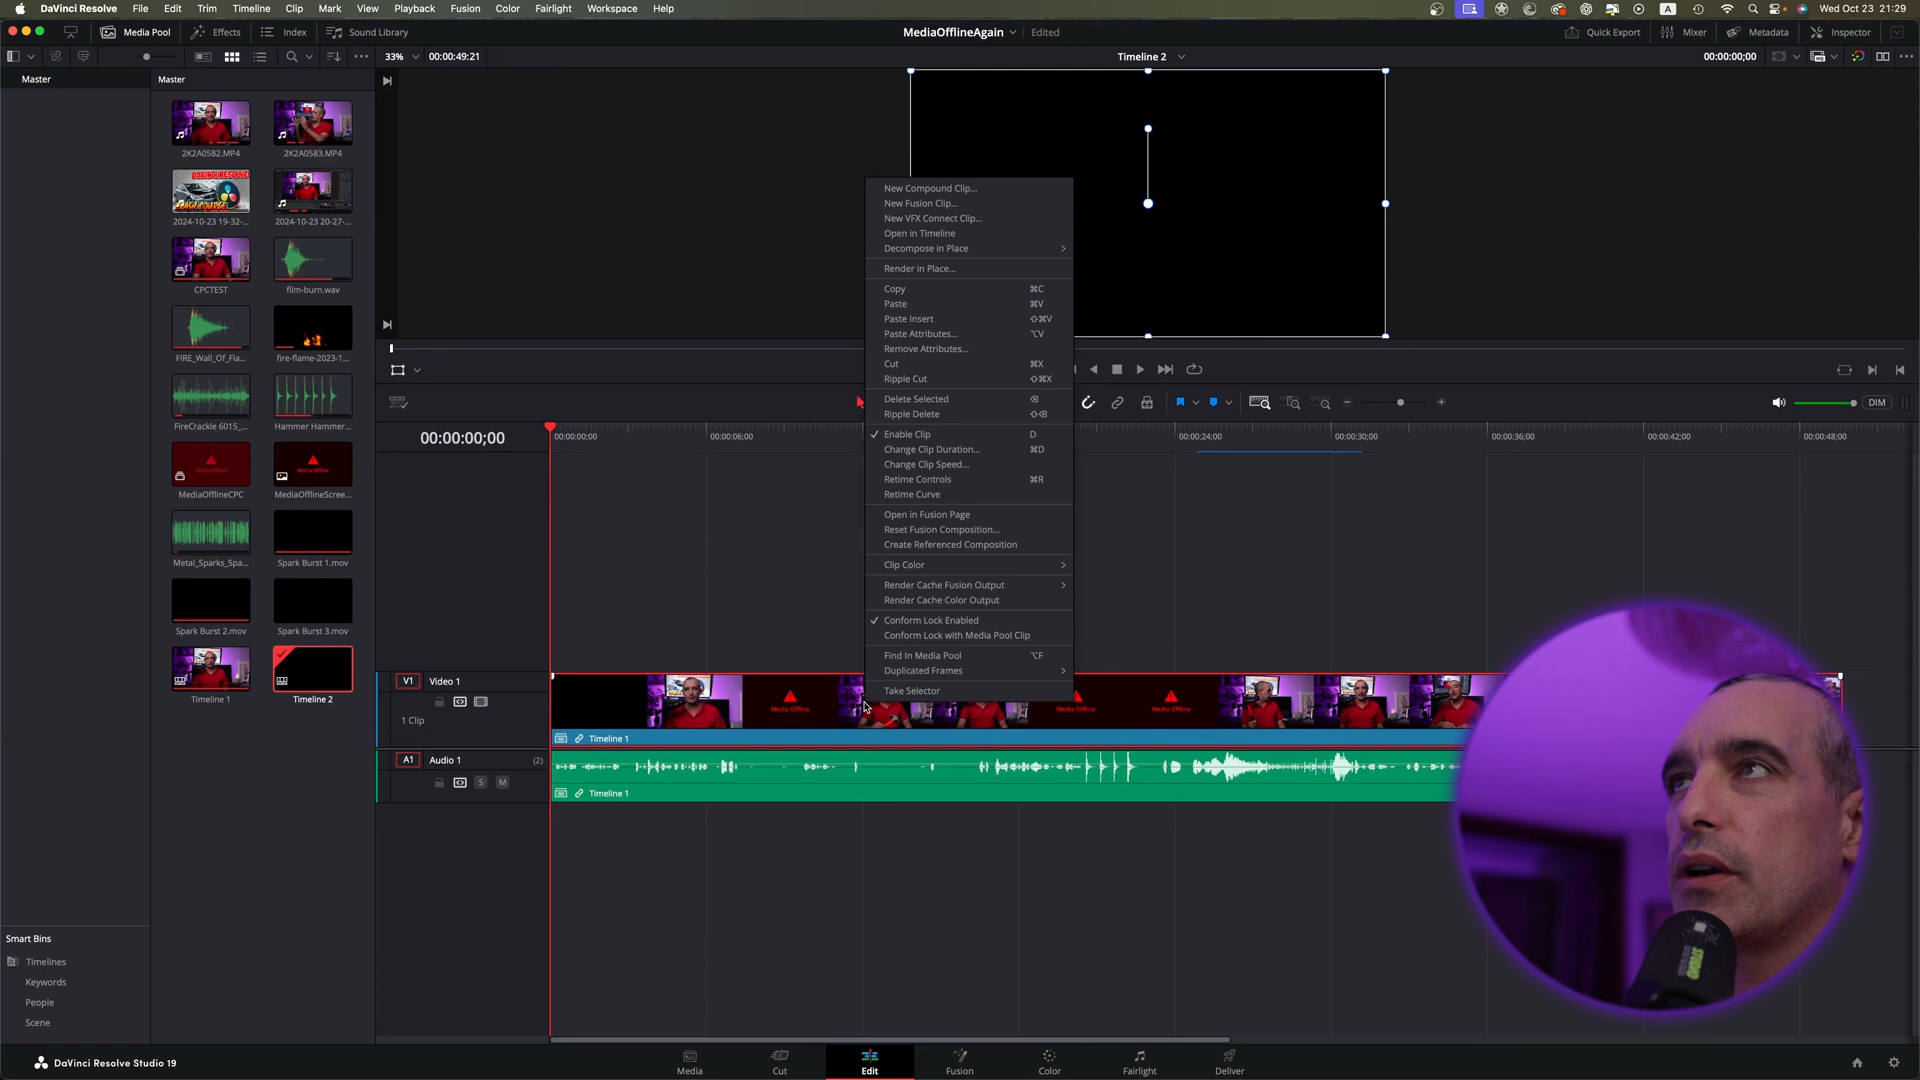 DaVinci Resolve File Edit Trim Timeline Clip Mark View Playback Fusion Color Fairlight Workspace Help
A Wed Oct 23 21:29
Media Pool Effects Index Sound Library
MediaOfflineAgain Edited
Quick Export Mixer Metadata Inspector
33% 00:00:49:21
Timeline 2
00:00:00;00
Master
Master
2K2A0582.MP4 2K2A0583.MP4
DAVINCI RESOLVE
2024-10-23 19-32-... 2024-10-23 20-27-...
CPCTEST film-burn.wav
FIRE_Wall_Of_Fla... fire-flame-2023-1...
FireCrackle 6015_... Hammer Hammer...
Media Offline Media Offline
MediaOfflineCPC MediaOfflineScree...
Metal_Sparks_Spa... Spark Burst 1.mov
Spark Burst 2.mov Spark Burst 3.mov
Timeline 1 Timeline 2
Smart Bins
Timelines
Keywords
People
Scene
New Compound Clip...
New Fusion Clip...
New VFX Connect Clip...
Open in Timeline
Decompose in Place >
Render in Place...
Copy ⌘C
Paste ⌘V
Paste Insert ⇧⌘V
Paste Attributes... ⌥V
Remove Attributes...
Cut ⌘X
Ripple Cut ⇧⌘X
Delete Selected ⌫
Ripple Delete ⇧⌫
✓ Enable Clip D
Change Clip Duration... ⌘D
Change Clip Speed...
Retime Controls ⌘R
Retime Curve
Open in Fusion Page
Reset Fusion Composition...
Create Referenced Composition
Clip Color >
Render Cache Fusion Output >
Render Cache Color Output
✓ Conform Lock Enabled
Conform Lock with Media Pool Clip
Find In Media Pool ⌥F
Duplicated Frames >
Take Selector
DIM
00:00:00;00
00:00:00;00 00:00:06;00 00:00:24;00 00:00:30;00 00:00:36;00 00:00:42;00 00:00:48;00
V1 Video 1
1 Clip
Media Offline Media Offline Media Offline
Timeline 1
A1 Audio 1 (2)
S M
Timeline 1
DaVinci Resolve Studio 19
Media Cut Edit Fusion Color Fairlight Deliver